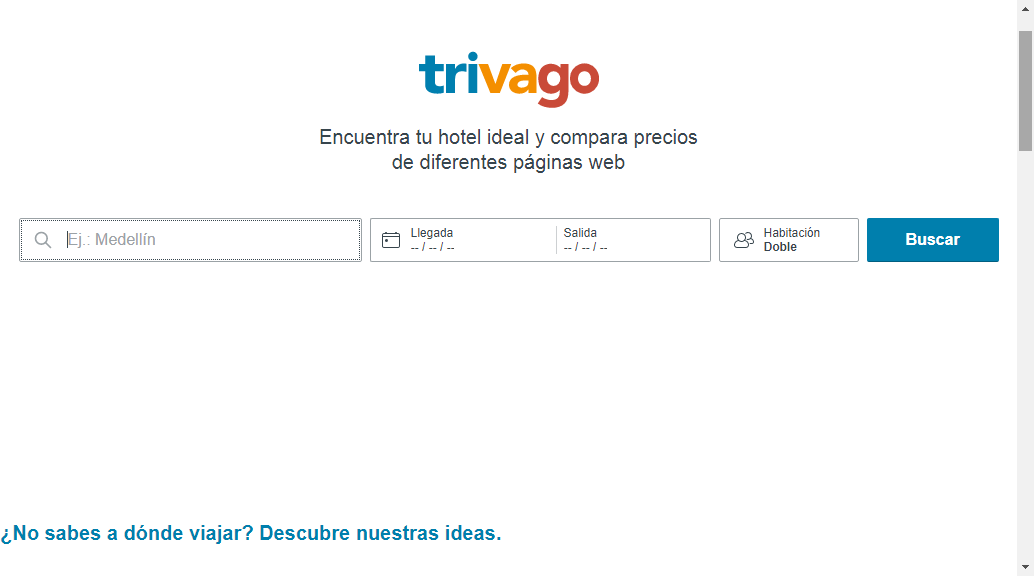 trivago
Encuentra tu hotel ideal y compara precios
de diferentes páginas web
Ej.: Medellín
Llegada
-- / -- / --
Salida
-- / -- / --
Habitación
Doble
Buscar
¿No sabes a dónde viajar? Descubre nuestras ideas.